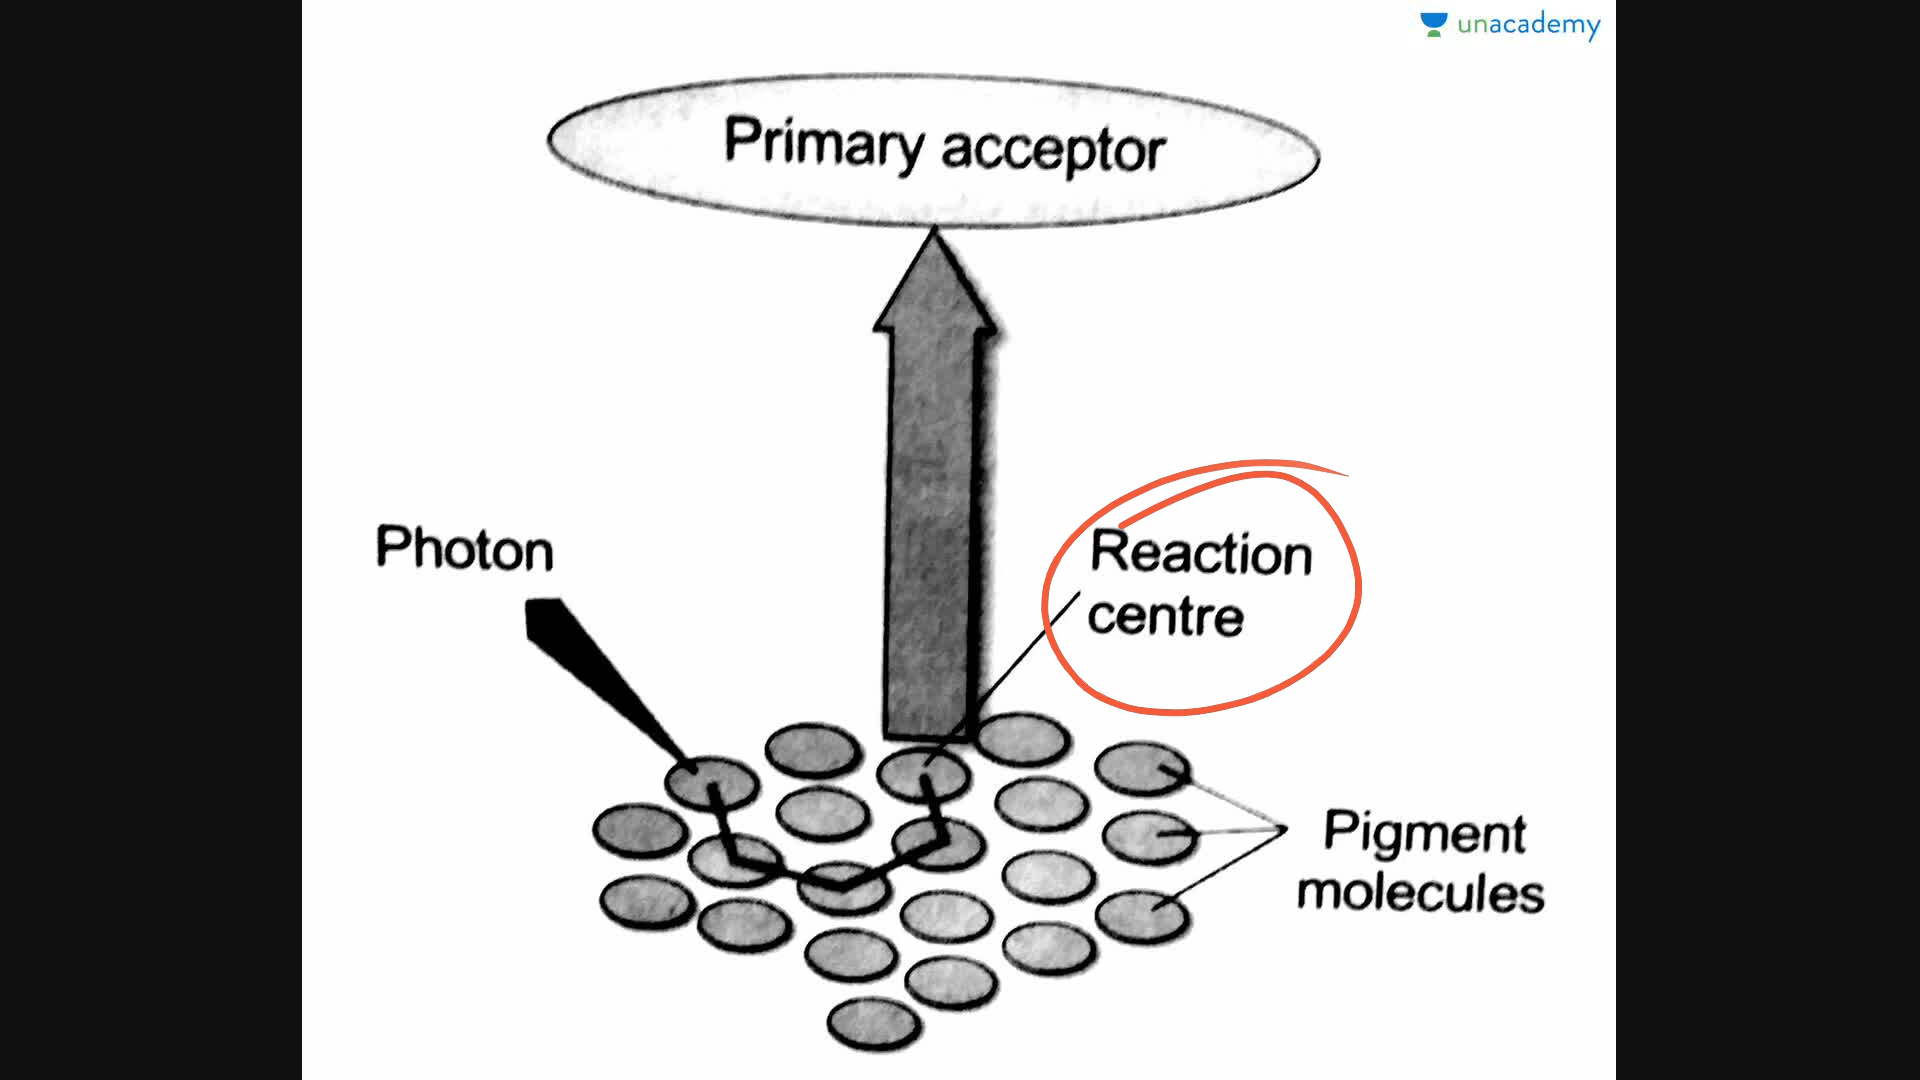 unacademy
Primary acceptor
Photon
Reaction
centre
Pigment
molecules